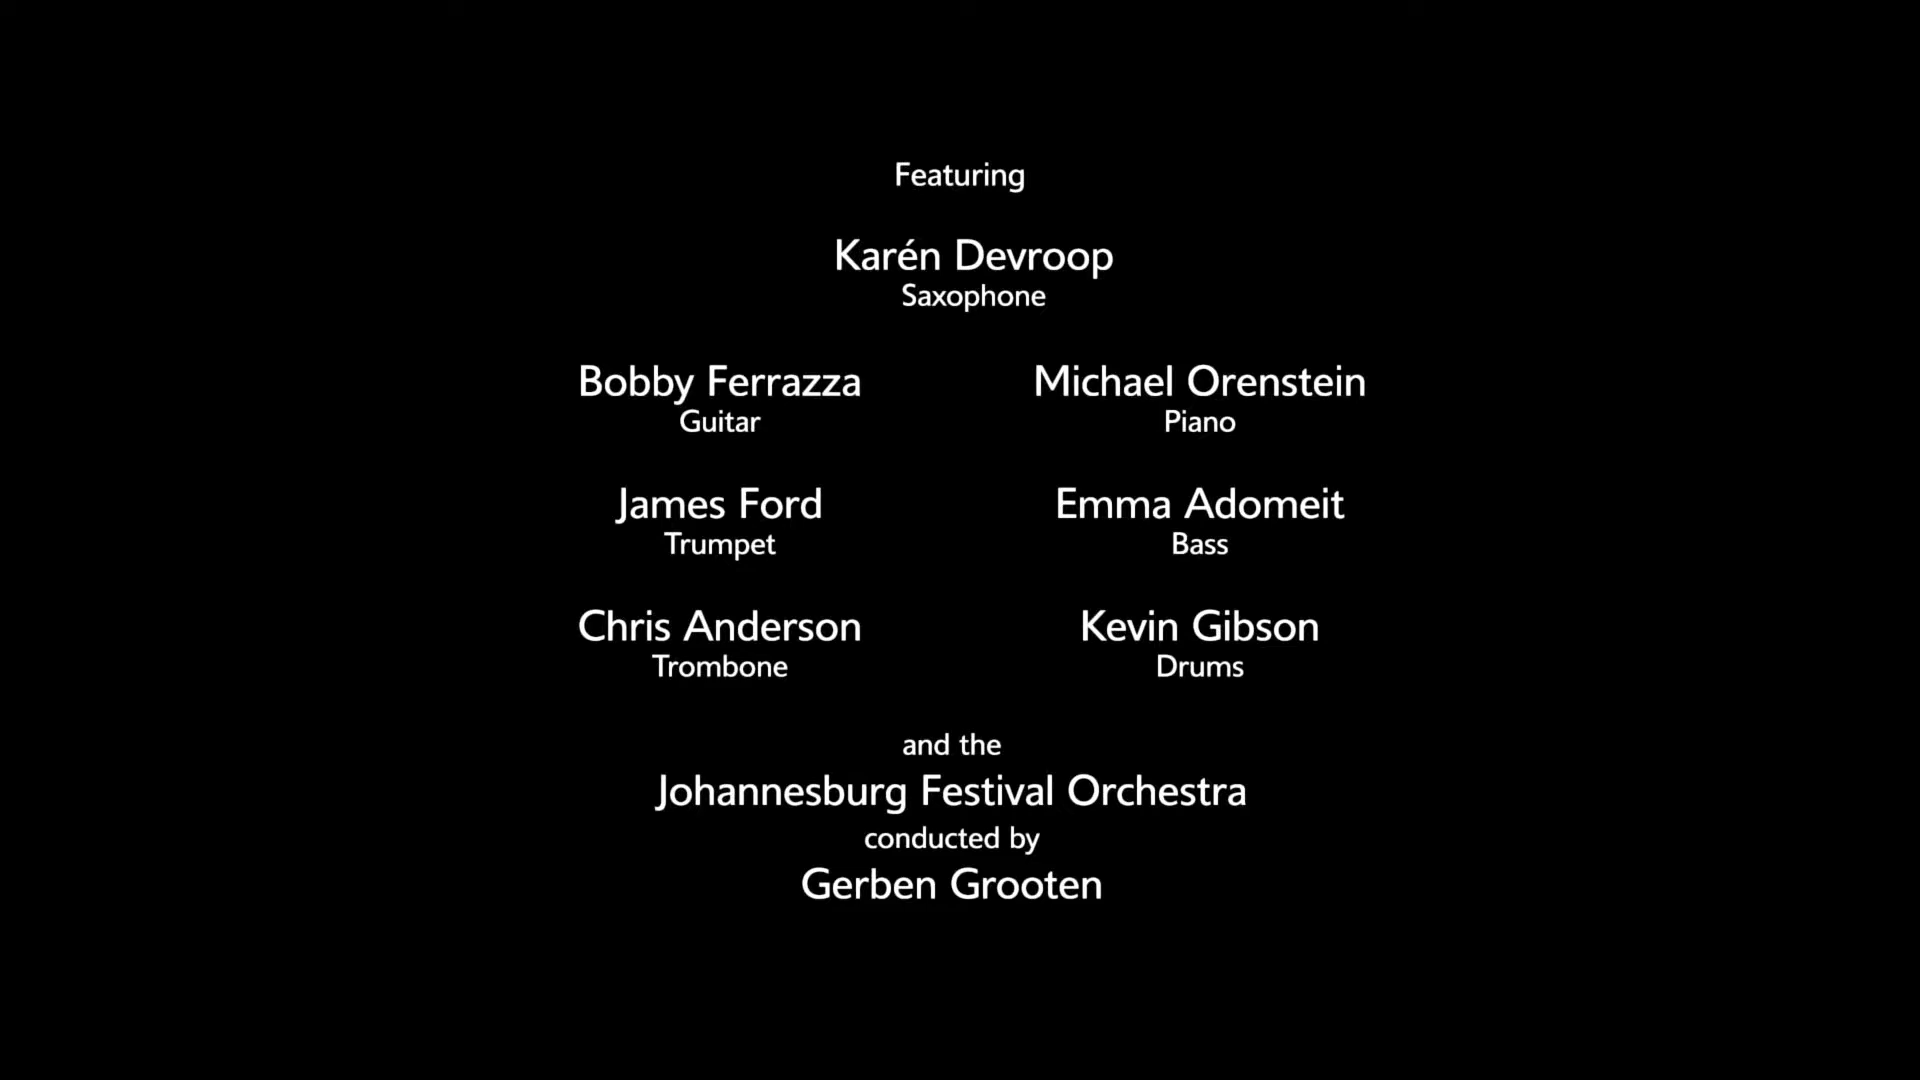 Featuring
Karén Devroop
Saxophone
Bobby Ferrazza
Guitar
Michael Orenstein
Piano
James Ford
Trumpet
Emma Adomeit
Bass
Chris Anderson
Trombone
Kevin Gibson
Drums
and the
Johannesburg Festival Orchestra
conducted by
Gerben Grooten